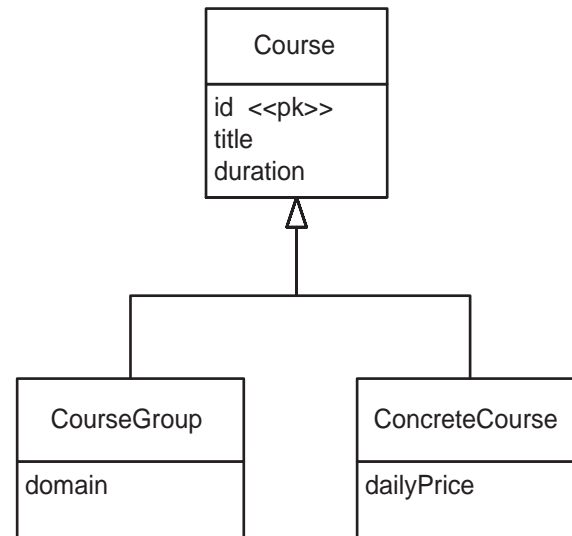 Course
id <<pk>>
title
duration
CourseGroup
domain
ConcreteCourse
dailyPrice